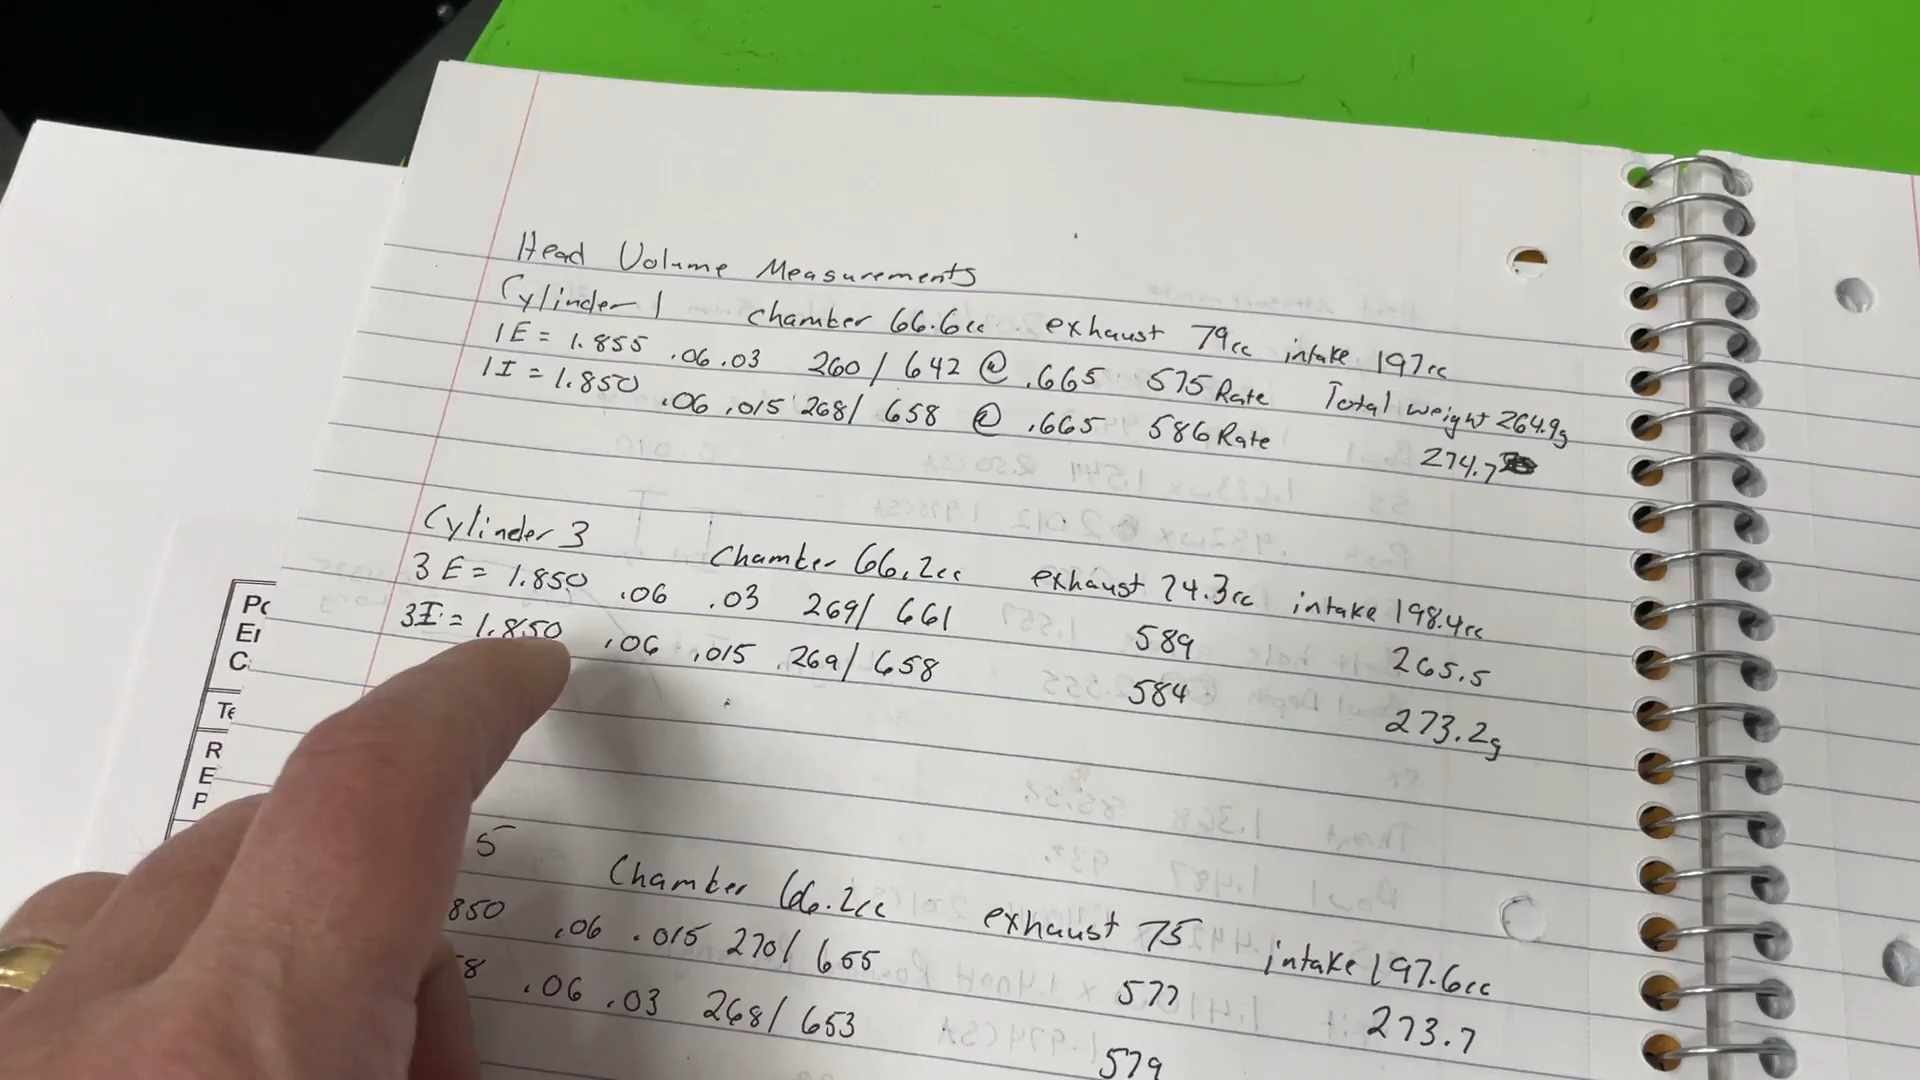 Head Volume Measurements
Cylinder 1 chamber 66.6cc exhaust 79cc intake 197cc
1E = 1.855 .06 .03 260/642 @ .665 575 Rate Total weight 264.9g
1I = 1.850 .06 .015 268/658 @ .665 586 Rate 274.7
Cylinder 3 Chamber 66.2cc exhaust 74.3cc intake 198.4cc
3E = 1.850 .06 .03 269/661 589 265.5
3I = 1.850 .06 .015 269/658 584 273.2g
5 Chamber 66.2cc exhaust 75 intake 197.6cc
850 .06 .015 270/655 577 273.7
8 .06 .03 268/653 579
Te
R
E
P